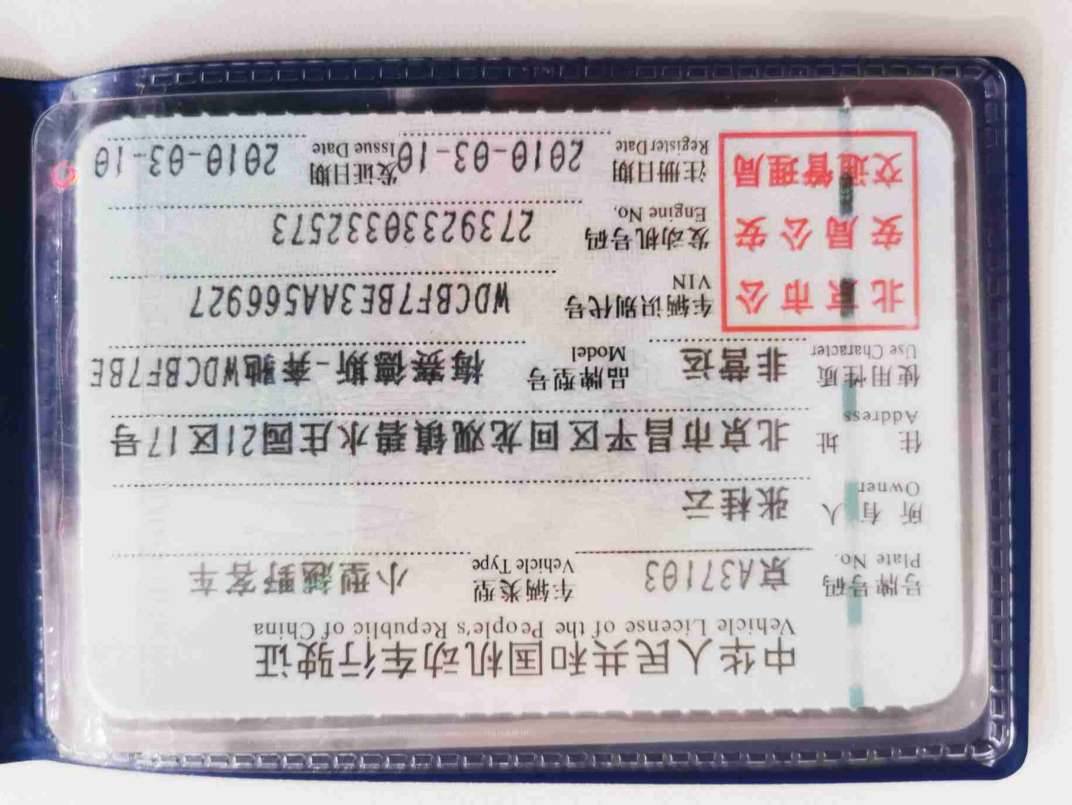 中华人民共和国机动车行驶证
Vehicle License of the People's Republic of China
号牌号码 京A37103 车辆类型 小型越野客车
Plate No. Vehicle Type
所有人 张桂云
Owner
住址 北京市昌平区回龙观镇碧水庄园21区17号
Address
使用性质 非营运 品牌型号 梅赛德斯-奔驰WDCBF7BE
Use Character Model
北京市公
安局公安
交通管理局
车辆识别代号 WDCBF7BE3AA566927
VIN
发动机号码 27392330332573
Engine No.
注册日期 2010-03-10 发证日期 2010-03-10
Register Date Issue Date